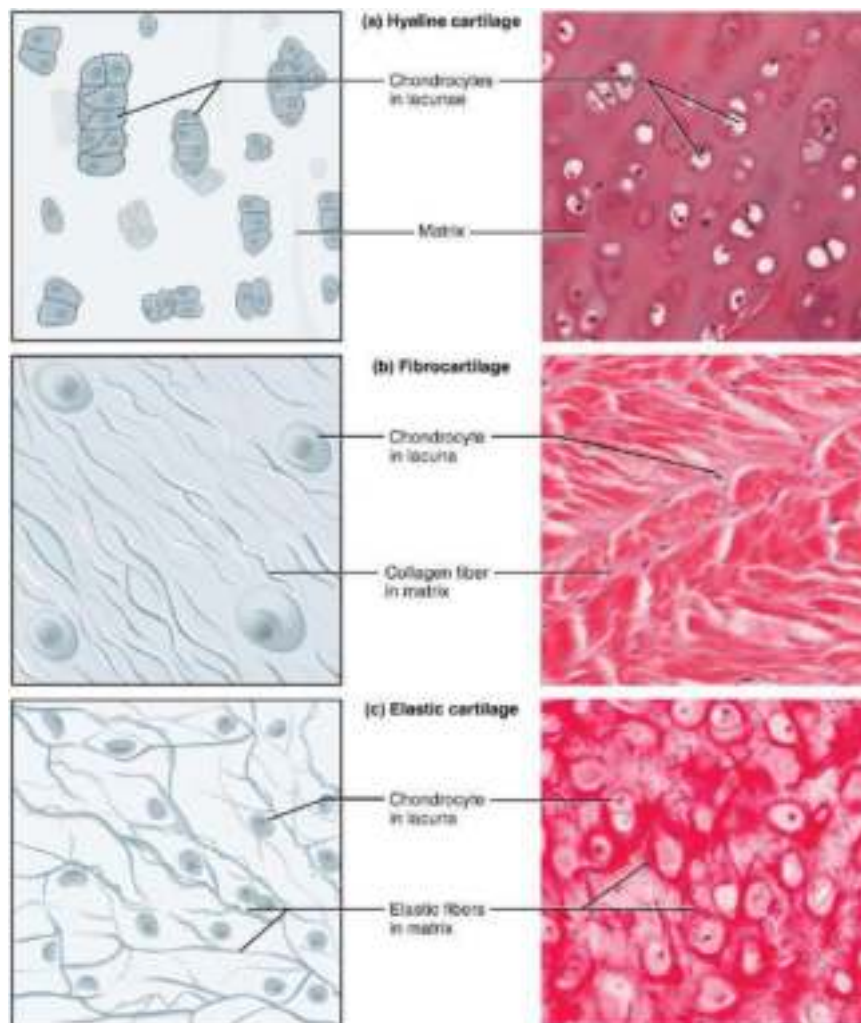 (a) Hyaline cartilage
Chondrocytes
in lacunae
Matrix
(b) Fibrocartilage
Chondrocyte
in lacuna
Collagen fiber
in matrix
(c) Elastic cartilage
Chondrocyte
in lacuna
Elastic fibers
in matrix